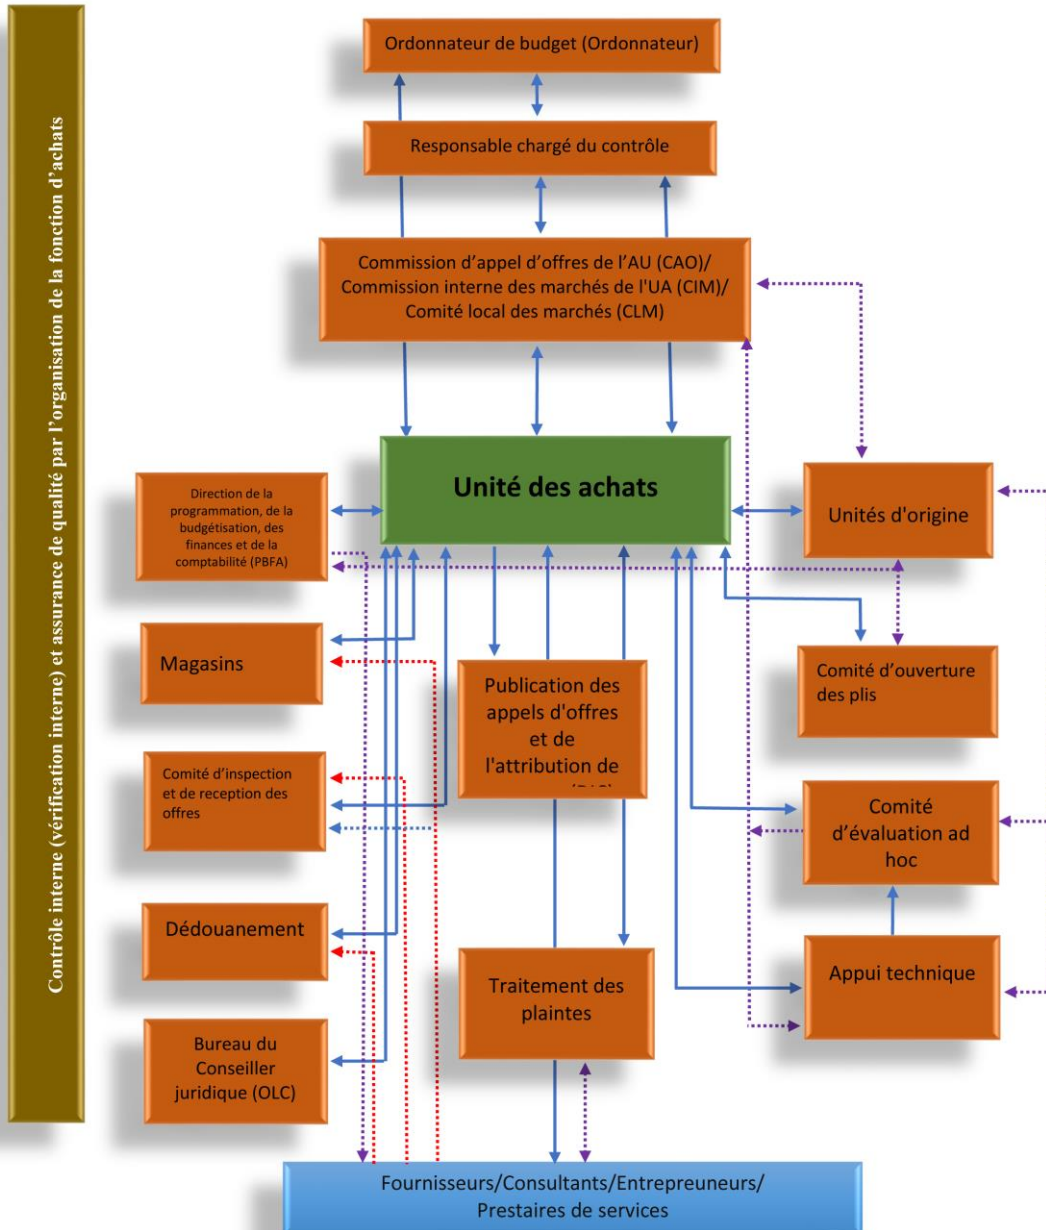 Contrôle interne (vérification interne) et assurance de qualité par l'organisation de la fonction d'achats
Ordonnateur de budget (Ordonnateur)
Responsable chargé du contrôle
Commission d'appel d'offres de l'AU (CAO)/
Commission interne des marchés de l'UA (CIM)/
Comité local des marchés (CLM)
Unité des achats
Direction de la
programmation, de la
budgétisation, des
finances et de la
comptabilité (PBFA)
Unités d'origine
Magasins
Publication des
appels d'offres
et de
l'attribution de
Comité d'ouverture
des plis
Comité d'inspection
et de reception des
offres
Comité
d'évaluation ad
hoc
Dédouanement
Traitement des
plaintes
Appui technique
Bureau du
Conseiller
juridique (OLC)
Fournisseurs/Consultants/Entrepreuneurs/
Prestaires de services